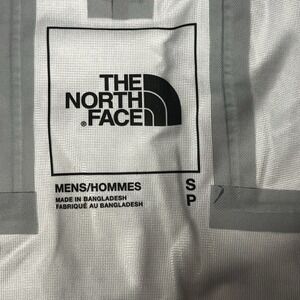 THE
NORTH
®FACE
MENS/HOMMES S
MADE IN BANGLADESH P
FABRIQUÉ AU BANGLADESH